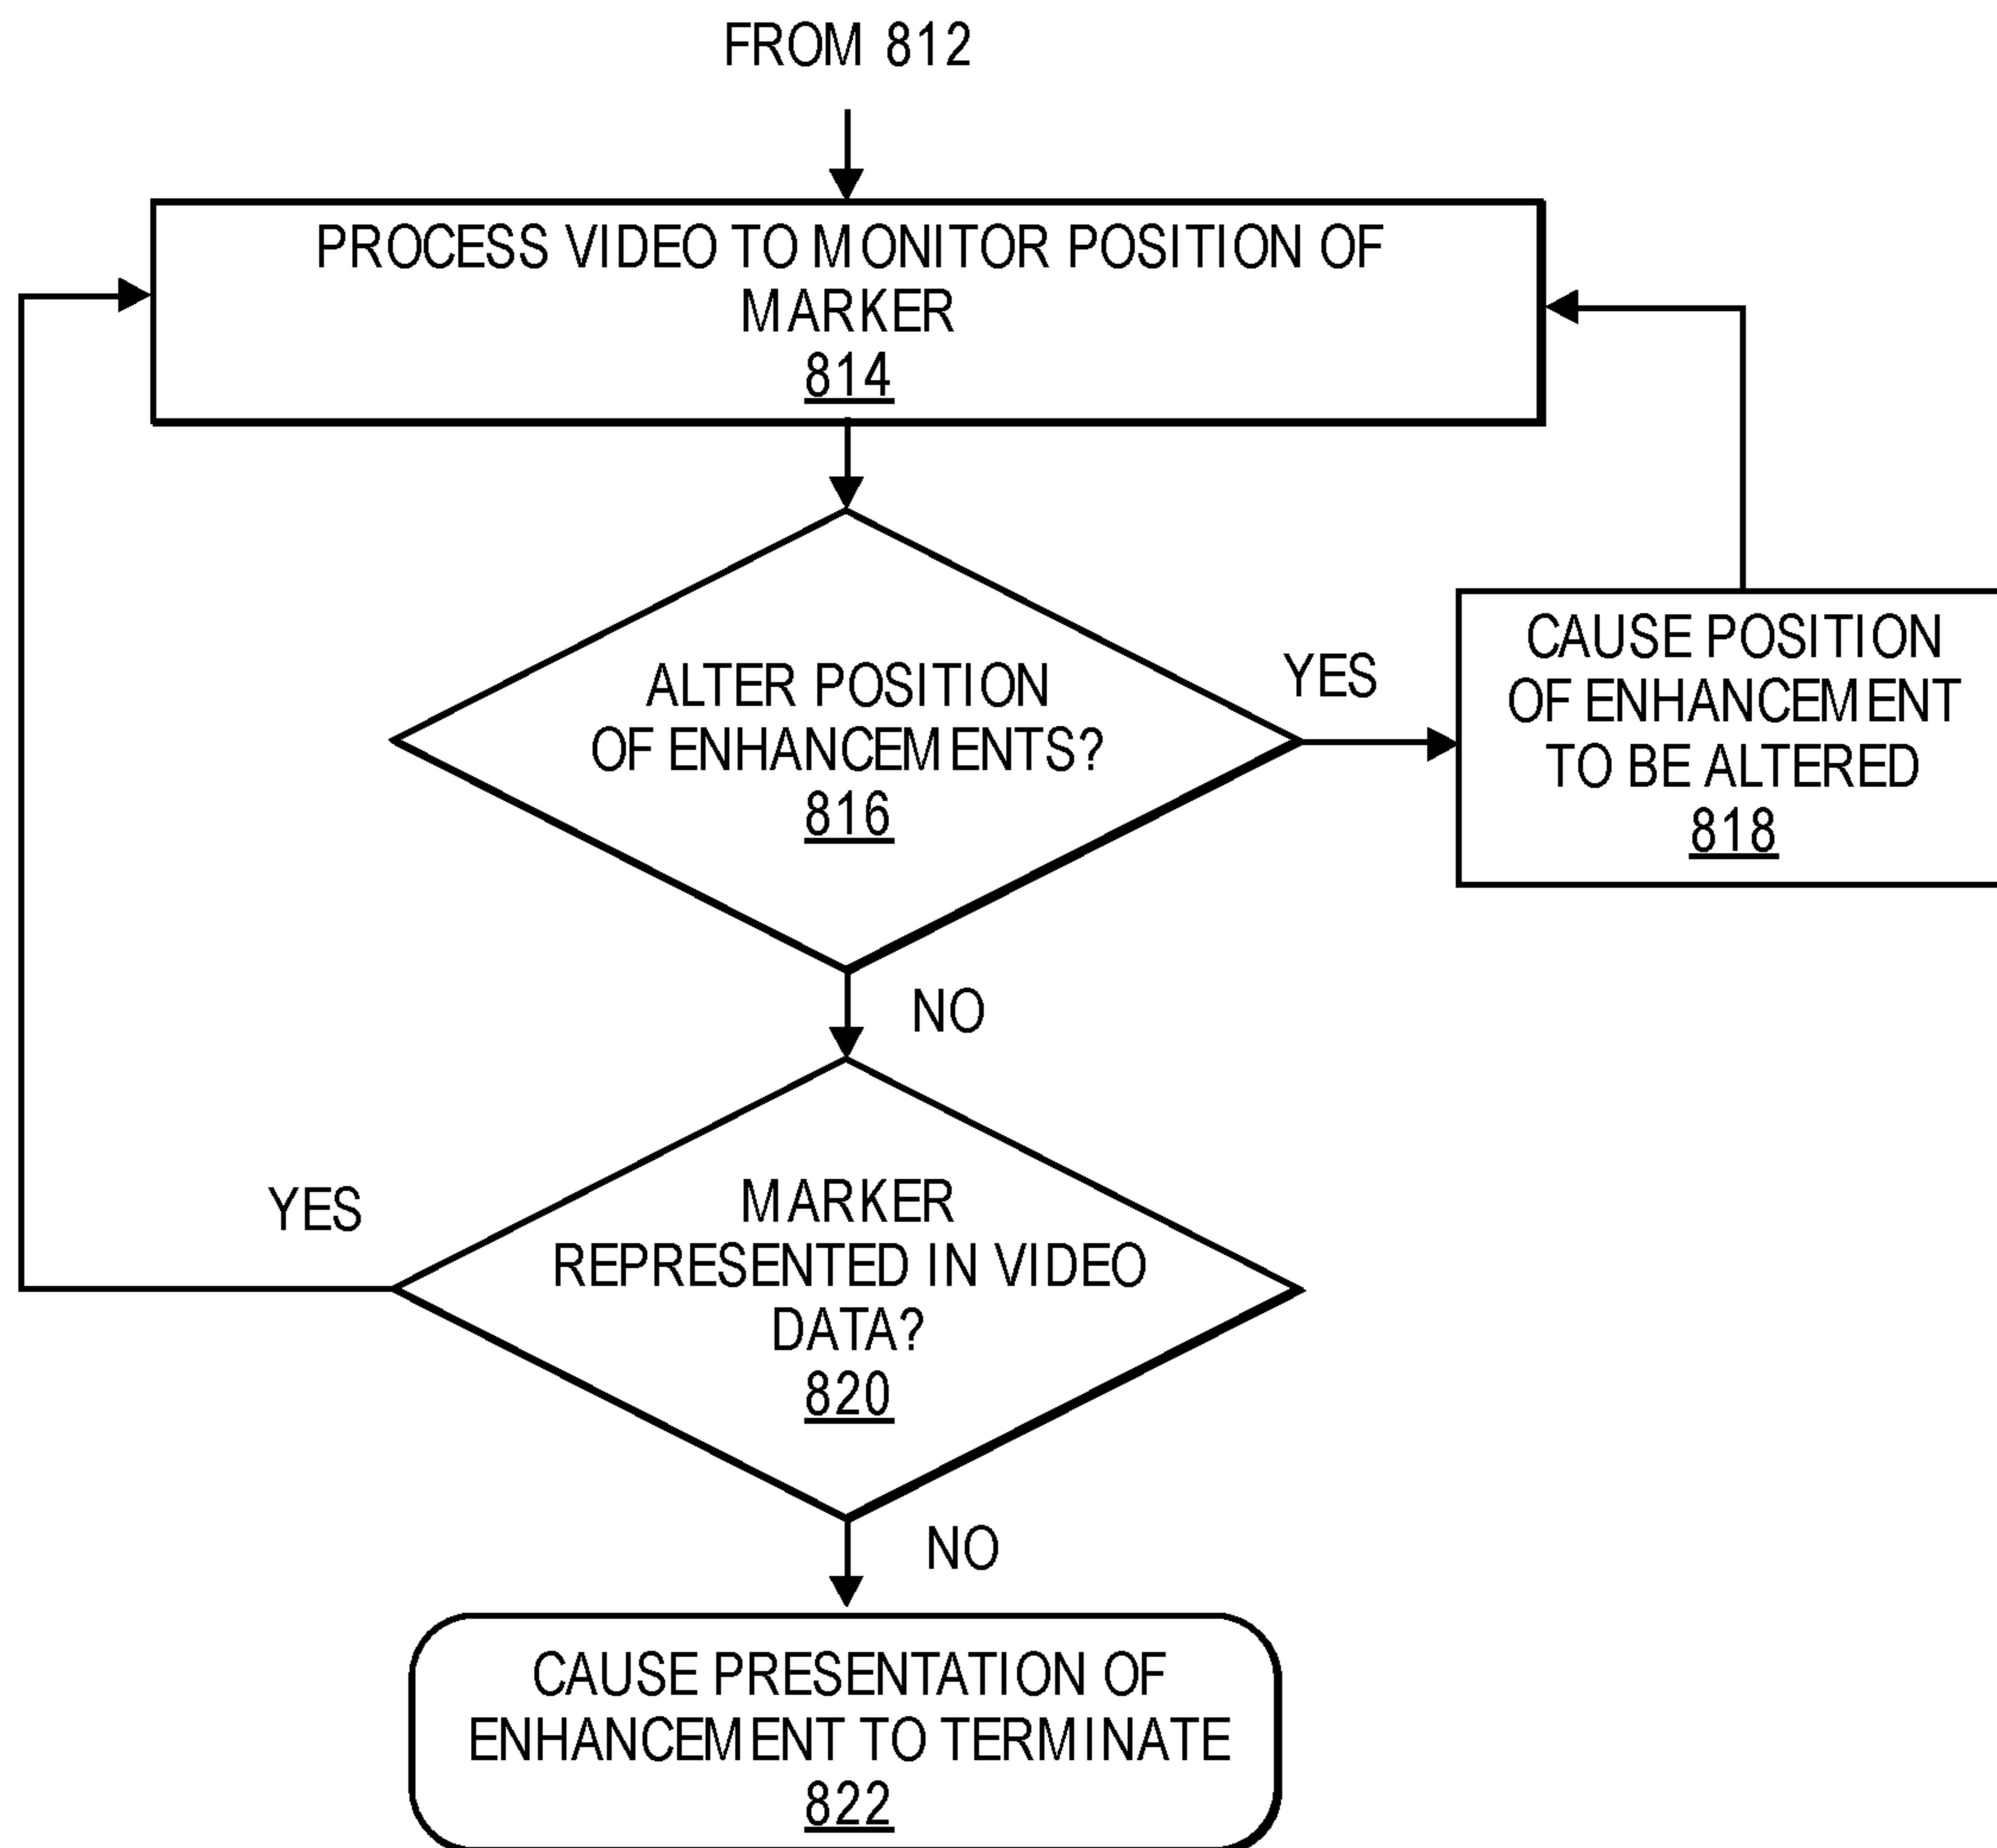 FROM 812
PROCESS VIDEO TO MONITOR POSITION OF
MARKER
814
ALTER POSITION
OF ENHANCEMENTS?
816
YES
CAUSE POSITION
OF ENHANCEMENT
TO BE ALTERED
818
NO
MARKER
REPRESENTED IN VIDEO
DATA?
820
YES
NO
CAUSE PRESENTATION OF
ENHANCEMENT TO TERMINATE
822